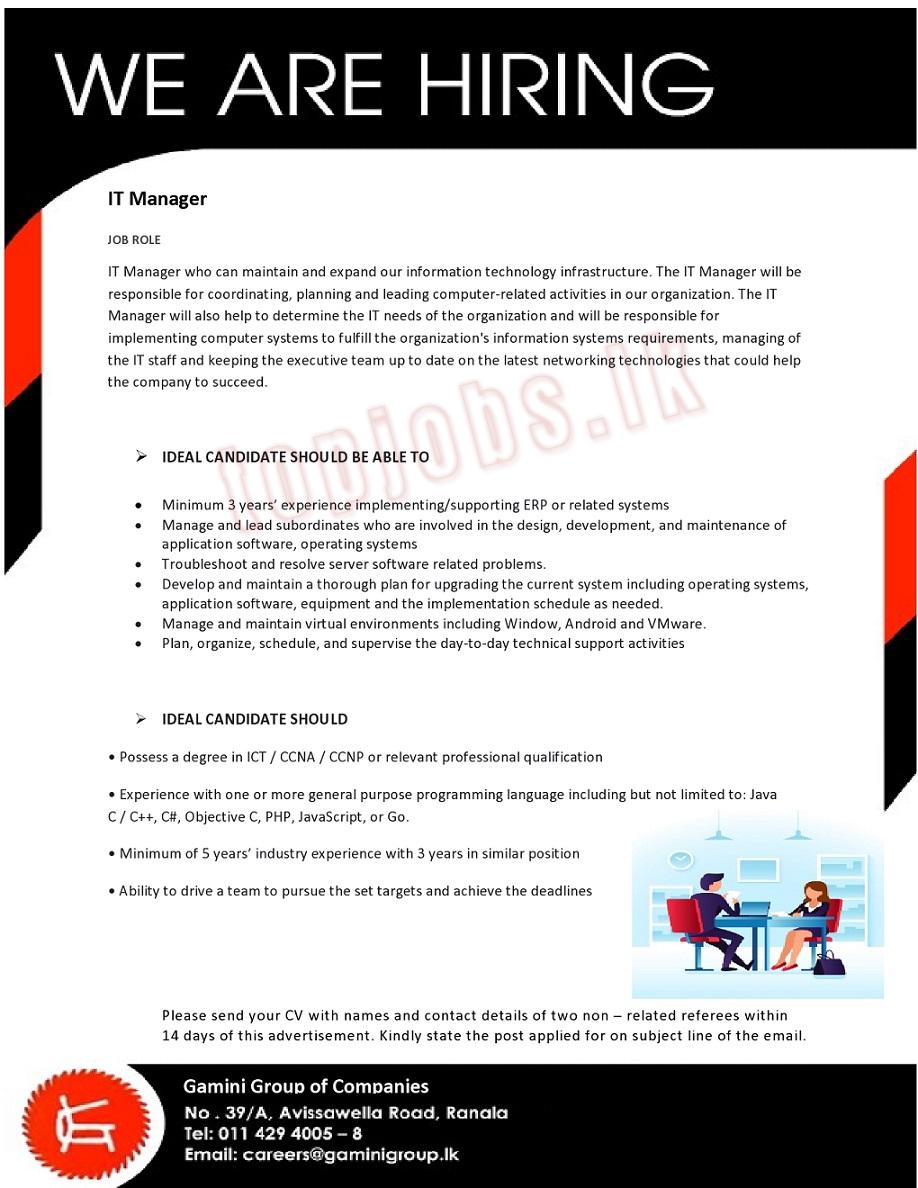 WE ARE HIRING
IT Manager
JOB ROLE
IT Manager who can maintain and expand our information technology infrastructure. The IT Manager will be
responsible for coordinating, planning and leading computer-related activities in our organization. The IT
Manager will also help to determine the IT needs of the organization and will be responsible for
implementing computer systems to fulfill the organization's information systems requirements, managing of
the IT staff and keeping the executive team up to date on the latest networking technologies that could help
the company to succeed.
topjobs.lk
➢ IDEAL CANDIDATE SHOULD BE ABLE TO
• Minimum 3 years’ experience implementing/supporting ERP or related systems
• Manage and lead subordinates who are involved in the design, development, and maintenance of
application software, operating systems
• Troubleshoot and resolve server software related problems.
• Develop and maintain a thorough plan for upgrading the current system including operating systems,
application software, equipment and the implementation schedule as needed.
• Manage and maintain virtual environments including Window, Android and VMware.
• Plan, organize, schedule, and supervise the day-to-day technical support activities
➢ IDEAL CANDIDATE SHOULD
• Possess a degree in ICT / CCNA / CCNP or relevant professional qualification
• Experience with one or more general purpose programming language including but not limited to: Java
C / C++, C#, Objective C, PHP, JavaScript, or Go.
• Minimum of 5 years’ industry experience with 3 years in similar position
• Ability to drive a team to pursue the set targets and achieve the deadlines
Please send your CV with names and contact details of two non – related referees within
14 days of this advertisement. Kindly state the post applied for on subject line of the email.
Gamini Group of Companies
No . 39/A, Avissawella Road, Ranala
Tel: 011 429 4005 – 8
Email: careers@gaminigroup.lk